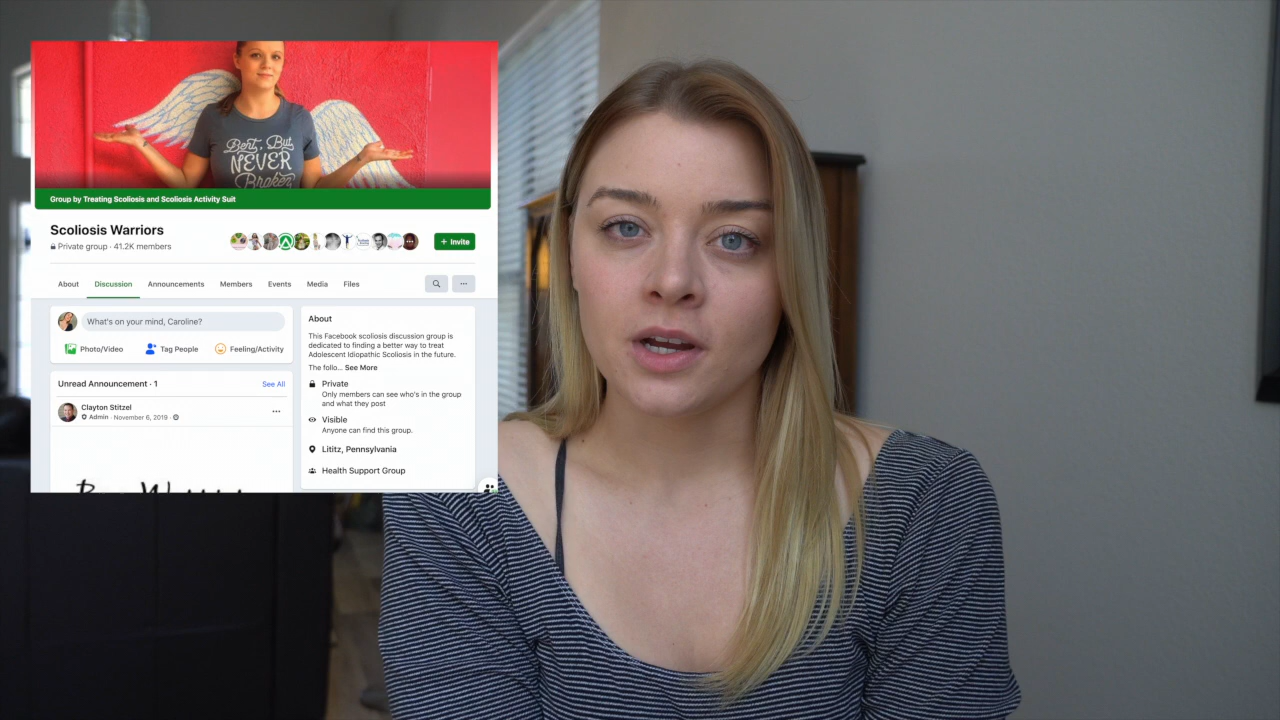 Bent, But
NEVER
Broken
Group by Treating Scoliosis and Scoliosis Activity Suit
Scoliosis Warriors
Private group · 41.2K members
+ Invite
About
Discussion
Announcements
Members
Events
Media
Files
What's on your mind, Caroline?
Photo/Video
Tag People
Feeling/Activity
Unread Announcement · 1
See All
Clayton Stitzel
Admin · November 6, 2019 ·
About
This Facebook scoliosis discussion group is
dedicated to finding a better way to treat
Adolescent Idiopathic Scoliosis in the future.
The follo... See More
Private
Only members can see who's in the group
and what they post
Visible
Anyone can find this group.
Lititz, Pennsylvania
Health Support Group